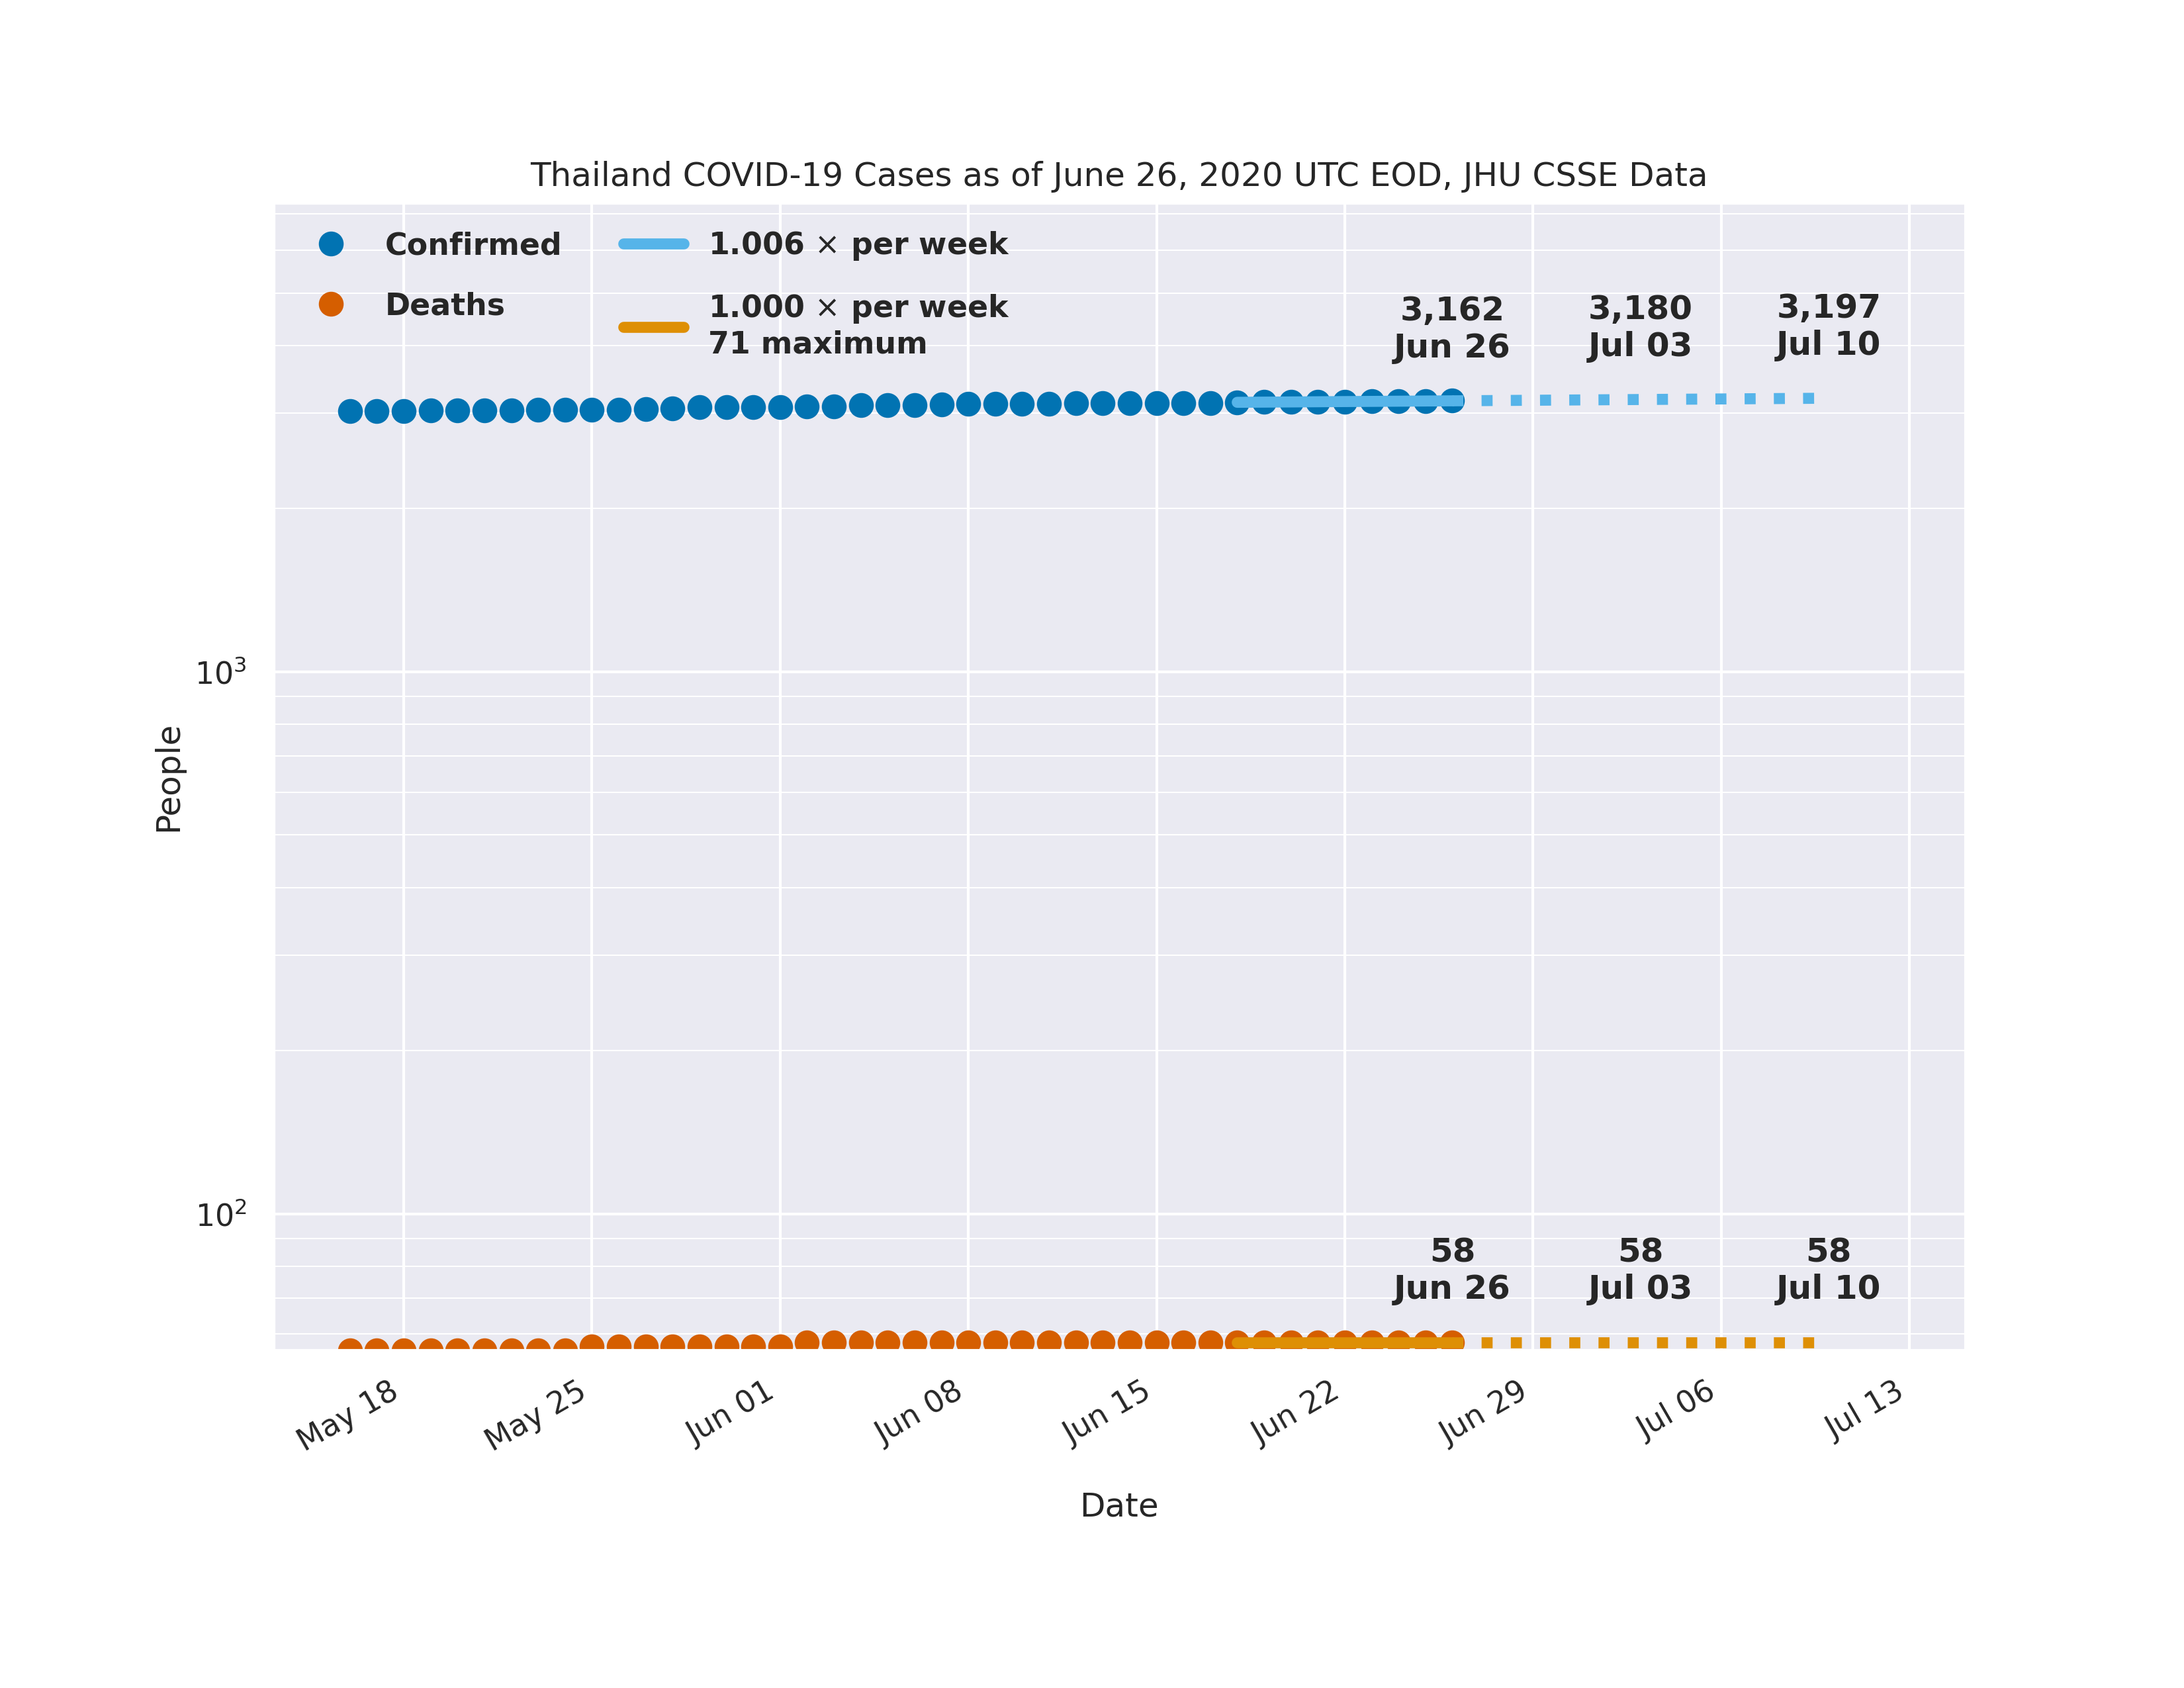 Thailand COVID-19 Cases as of June 26, 2020 UTC EOD, JHU CSSE Data
Confirmed
Deaths
1.006 × per week
1.000 × per week
71 maximum
3,162
Jun 26
3,180
Jul 03
3,197
Jul 10
10³
10²
People
58
Jun 26
58
Jul 03
58
Jul 10
May 18
May 25
Jun 01
Jun 08
Jun 15
Jun 22
Jun 29
Jul 06
Jul 13
Date